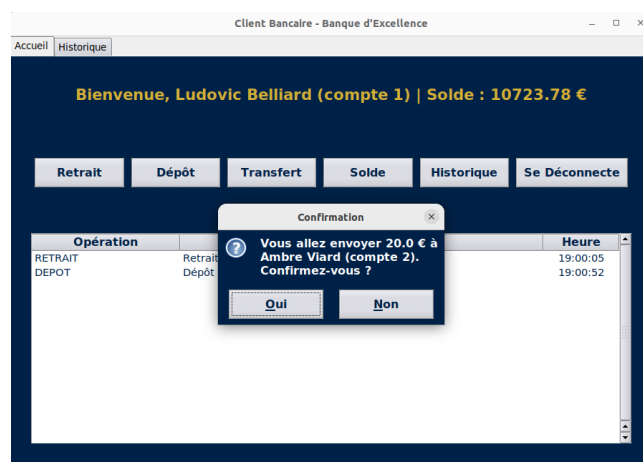 Client Bancaire - Banque d'Excellence
Accueil Historique
Bienvenue, Ludovic Belliard (compte 1) | Solde : 10723.78 €
Retrait Dépôt Transfert Solde Historique Se Déconnecte
Confirmation
Vous allez envoyer 20.0 € à
Ambre Viard (compte 2).
Confirmez-vous ?
Oui Non
Opération Heure
RETRAIT Retrait 19:00:05
DEPOT Dépôt 19:00:52